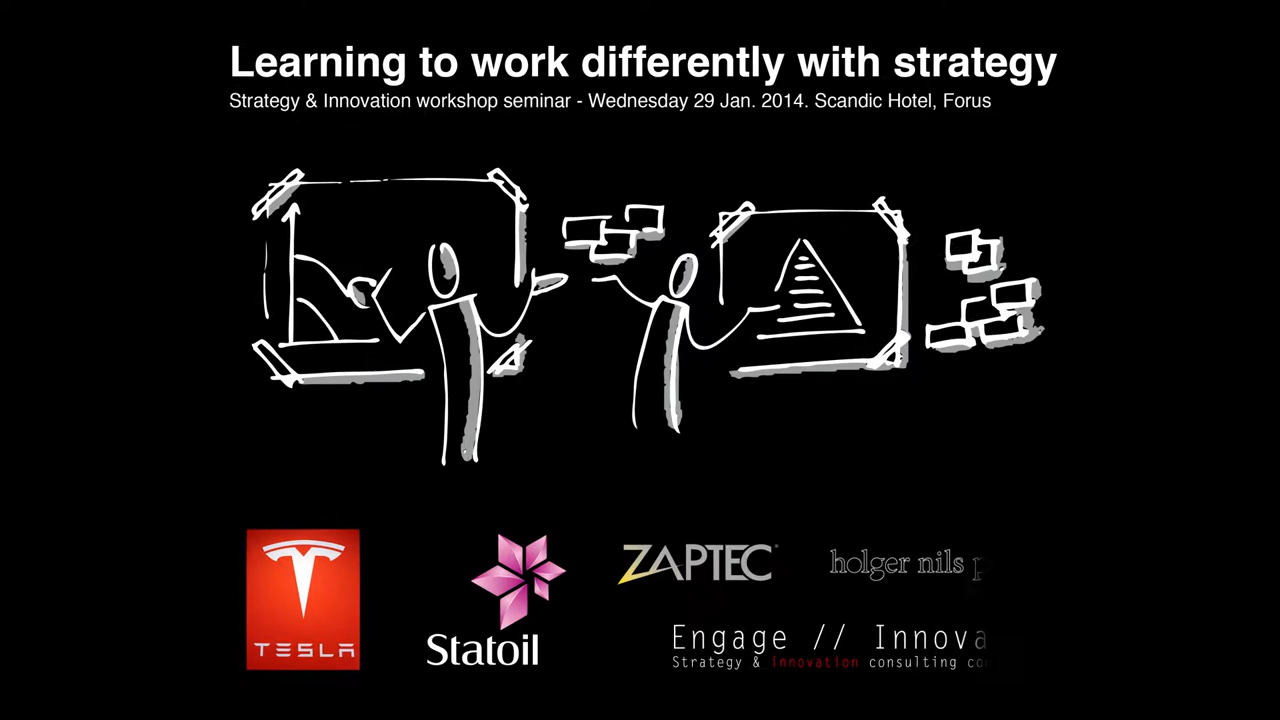 Learning to work differently with strategy
Strategy & Innovation workshop seminar - Wednesday 29 Jan. 2014. Scandic Hotel, Forus
TESLA
Statoil
ZAPTEC
holger nils
Engage // Innova
Strategy & innovation consulting